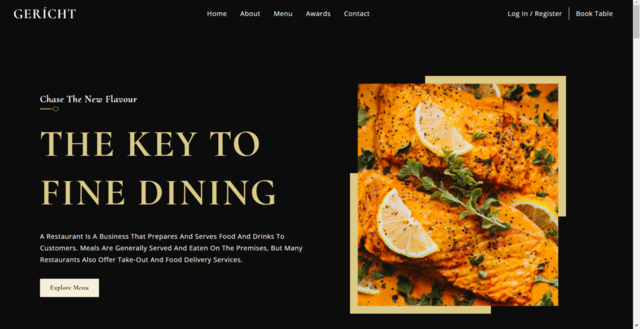 GERÍCHT
Home About Menu Awards Contact
Log In / Register Book Table
Chase The New Flavour
THE KEY TO
FINE DINING
A Restaurant Is A Business That Prepares And Serves Food And Drinks To
Customers. Meals Are Generally Served And Eaten On The Premises, But Many
Restaurants Also Offer Take-Out And Food Delivery Services.
Explore Menu